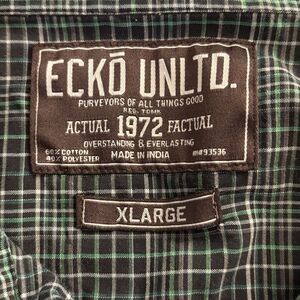 ECKŌ UNLTD.
PURVEYORS OF ALL THINGS GOOD
REG. TDMK
ACTUAL 1972 FACTUAL
OVERSTANDING & EVERLASTING
60% COTTON
40% POLYESTER
MADE IN INDIA
rn#93536
XLARGE